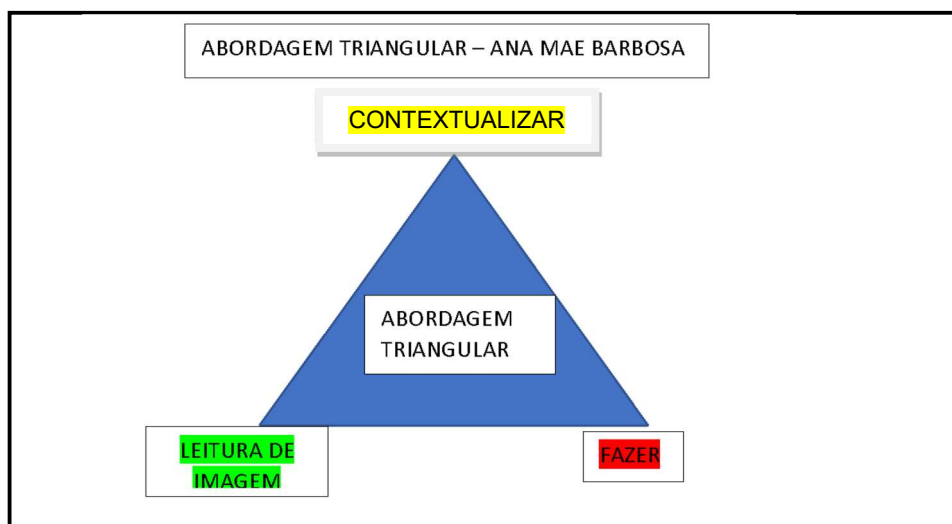 ABORDAGEM TRIANGULAR – ANA MAE BARBOSA
CONTEXTUALIZAR
ABORDAGEM
TRIANGULAR
LEITURA DE
IMAGEM
FAZER